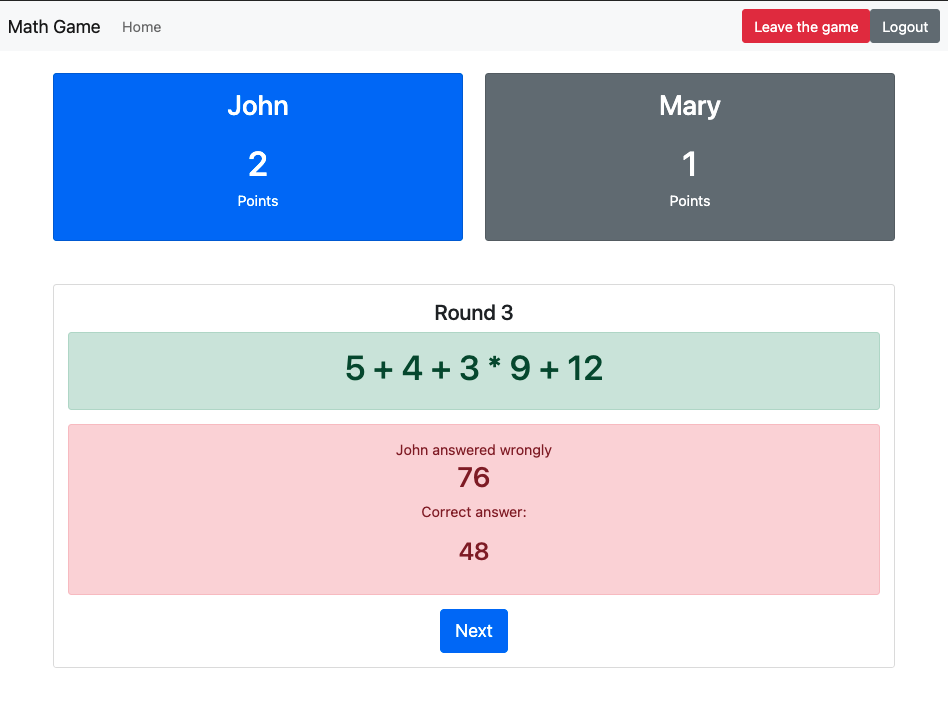 Math Game Home Leave the game Logout
John
2
Points
Mary
1
Points
Round 3
5 + 4 + 3 * 9 + 12
John answered wrongly
76
Correct answer:
48
Next